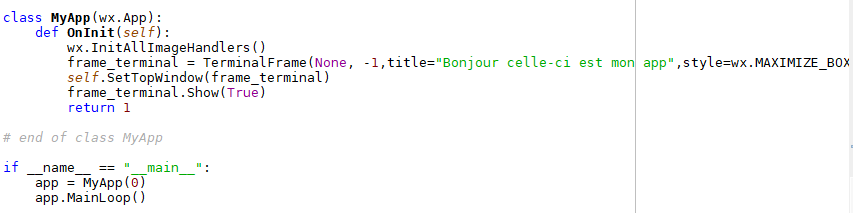 class MyApp(wx.App):
    def OnInit(self):
        wx.InitAllImageHandlers()
        frame_terminal = TerminalFrame(None, -1,title="Bonjour celle-ci est mon app",style=wx.MAXIMIZE_BOX
        self.SetTopWindow(frame_terminal)
        frame_terminal.Show(True)
        return 1
# end of class MyApp
if __name__ == "__main__":
    app = MyApp(0)
    app.MainLoop()